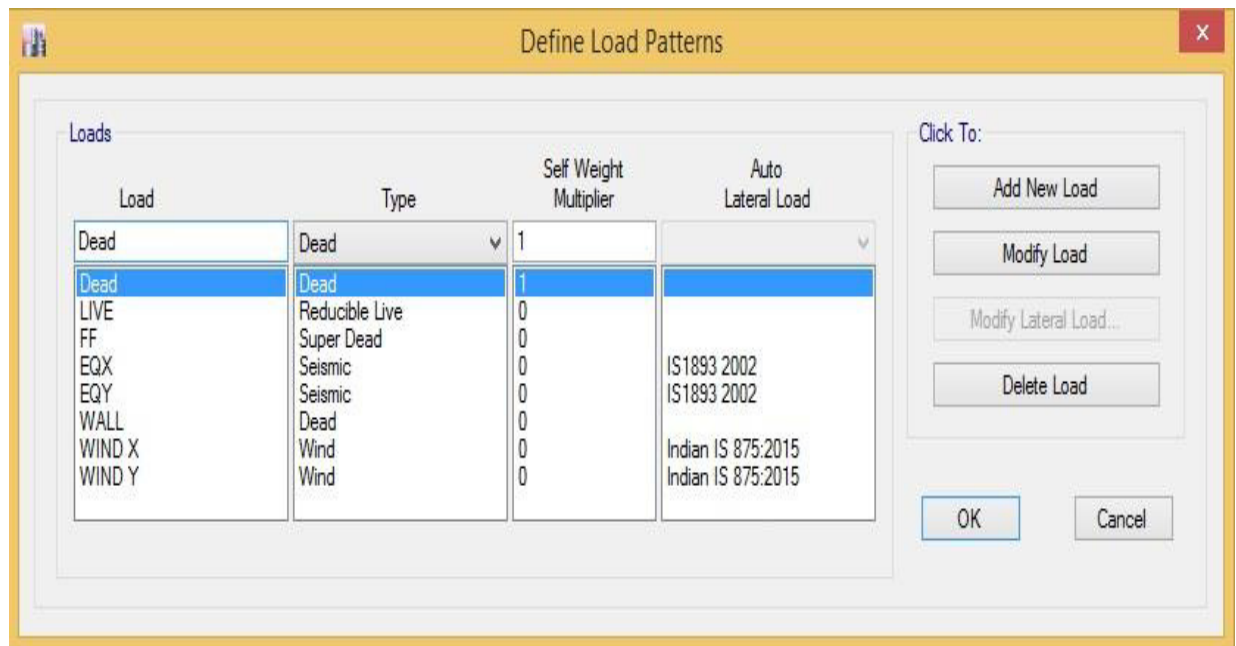 Define Load Patterns
X
Loads
Click To:
Load Type Self Weight Multiplier Auto Lateral Load
Dead Dead 1
Dead Dead 1
LIVE Reducible Live 0
FF Super Dead 0
EQX Seismic 0 IS1893 2002
EQY Seismic 0 IS1893 2002
WALL Dead 0
WIND X Wind 0 Indian IS 875:2015
WIND Y Wind 0 Indian IS 875:2015
Add New Load
Modify Load
Modify Lateral Load...
Delete Load
OK Cancel